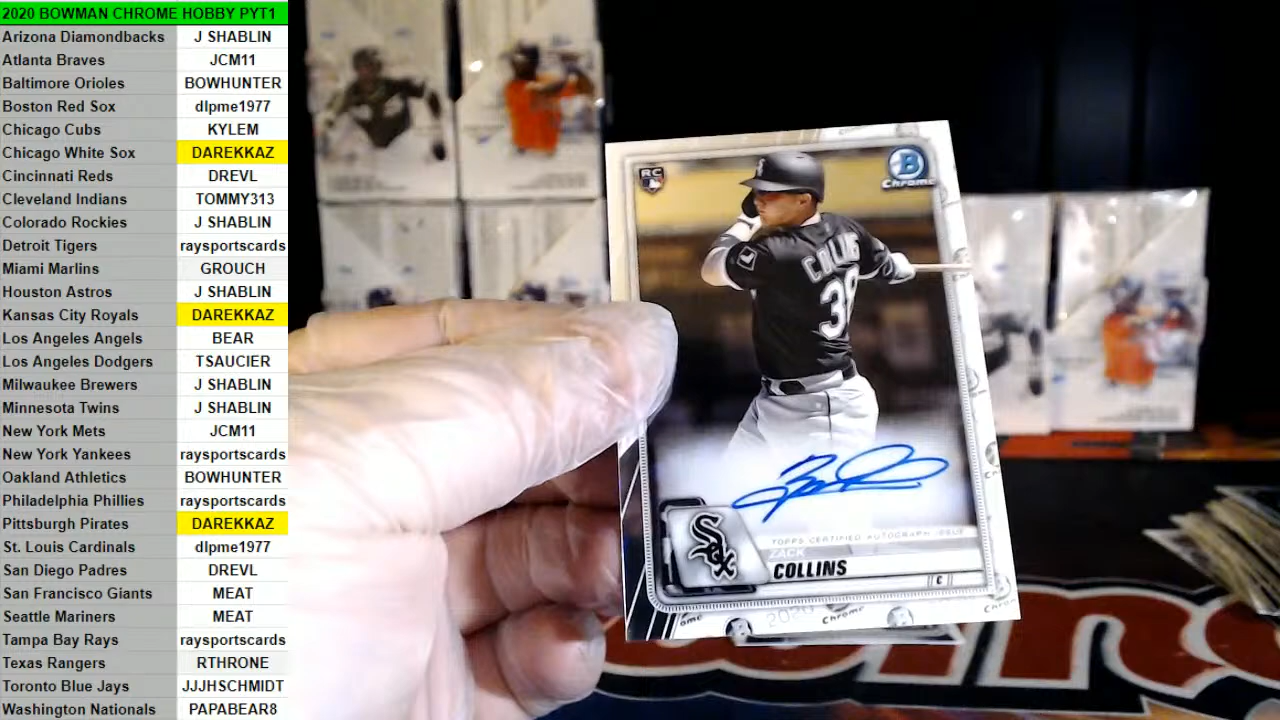 2020 BOWMAN CHROME HOBBY PYT1
Arizona Diamondbacks J SHABLIN
Atlanta Braves JCM11
Baltimore Orioles BOWHUNTER
Boston Red Sox dlpme1977
Chicago Cubs KYLEM
Chicago White Sox DAREKKAZ
Cincinnati Reds DREVL
Cleveland Indians TOMMY313
Colorado Rockies J SHABLIN
Detroit Tigers raysportscards
Miami Marlins GROUCH
Houston Astros J SHABLIN
Kansas City Royals DAREKKAZ
Los Angeles Angels BEAR
Los Angeles Dodgers TSAUCIER
Milwaukee Brewers J SHABLIN
Minnesota Twins J SHABLIN
New York Mets JCM11
New York Yankees raysportscards
Oakland Athletics BOWHUNTER
Philadelphia Phillies raysportscards
Pittsburgh Pirates DAREKKAZ
St. Louis Cardinals dlpme1977
San Diego Padres DREVL
San Francisco Giants MEAT
Seattle Mariners MEAT
Tampa Bay Rays raysportscards
Texas Rangers RTHRONE
Toronto Blue Jays JJJHSCHMIDT
Washington Nationals PAPABEAR8
RC
B
Chrome
COLLINS
TOPPS CERTIFIED AUTOGRAPH ISSUE
ZACK
COLLINS
C
Sox
Chrome